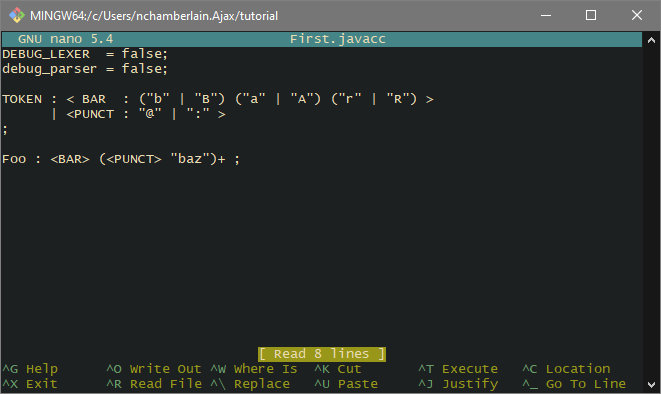 MINGW64:/c/Users/nchamberlain.Ajax/tutorial
GNU nano 5.4 First.javacc
DEBUG_LEXER = false;
debug_parser = false;
TOKEN : < BAR : ("b" | "B") ("a" | "A") ("r" | "R") >
| <PUNCT : "@" | ":" >
;
Foo : <BAR> (<PUNCT> "baz")+ ;
[ Read 8 lines ]
^G Help ^O Write Out ^W Where Is ^K Cut ^T Execute ^C Location
^X Exit ^R Read File ^\ Replace ^U Paste ^J Justify ^_ Go To Line